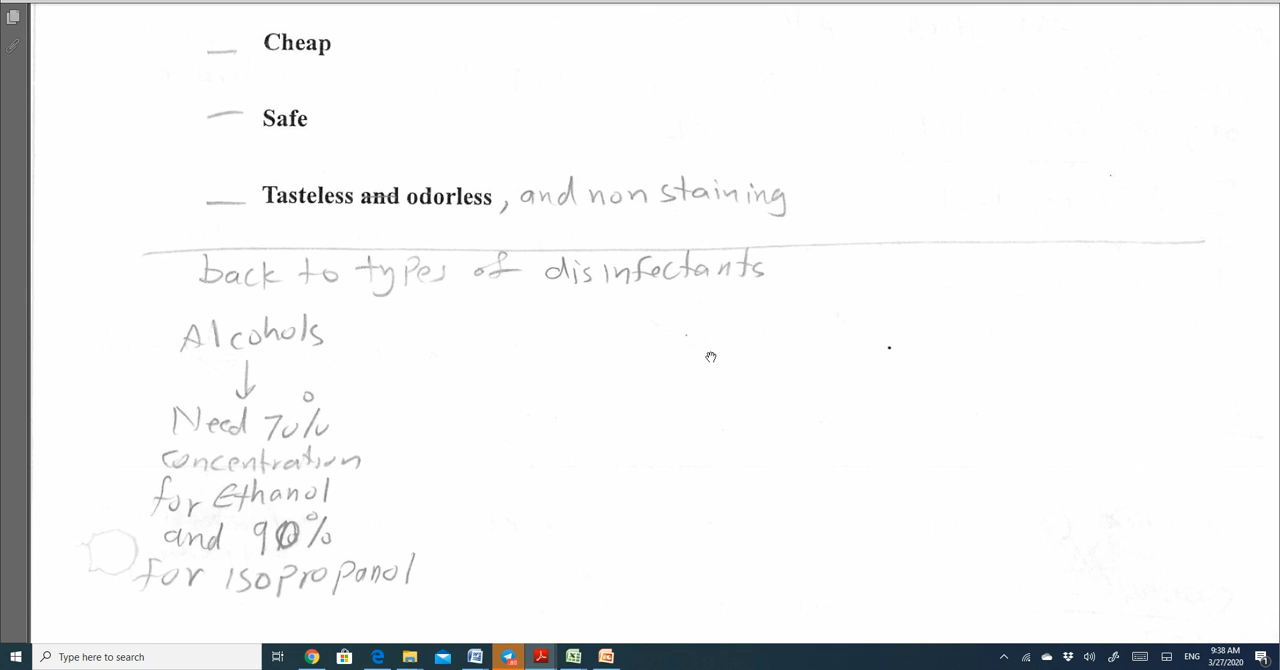 — Cheap
— Safe
— Tasteless and odorless, and non staining
back to types of disinfectants
Alcohols
↓
Need 70%
concentration
for Ethanol
and 90%
for isopropanol
Type here to search
ENG
9:38 AM
3/27/2020